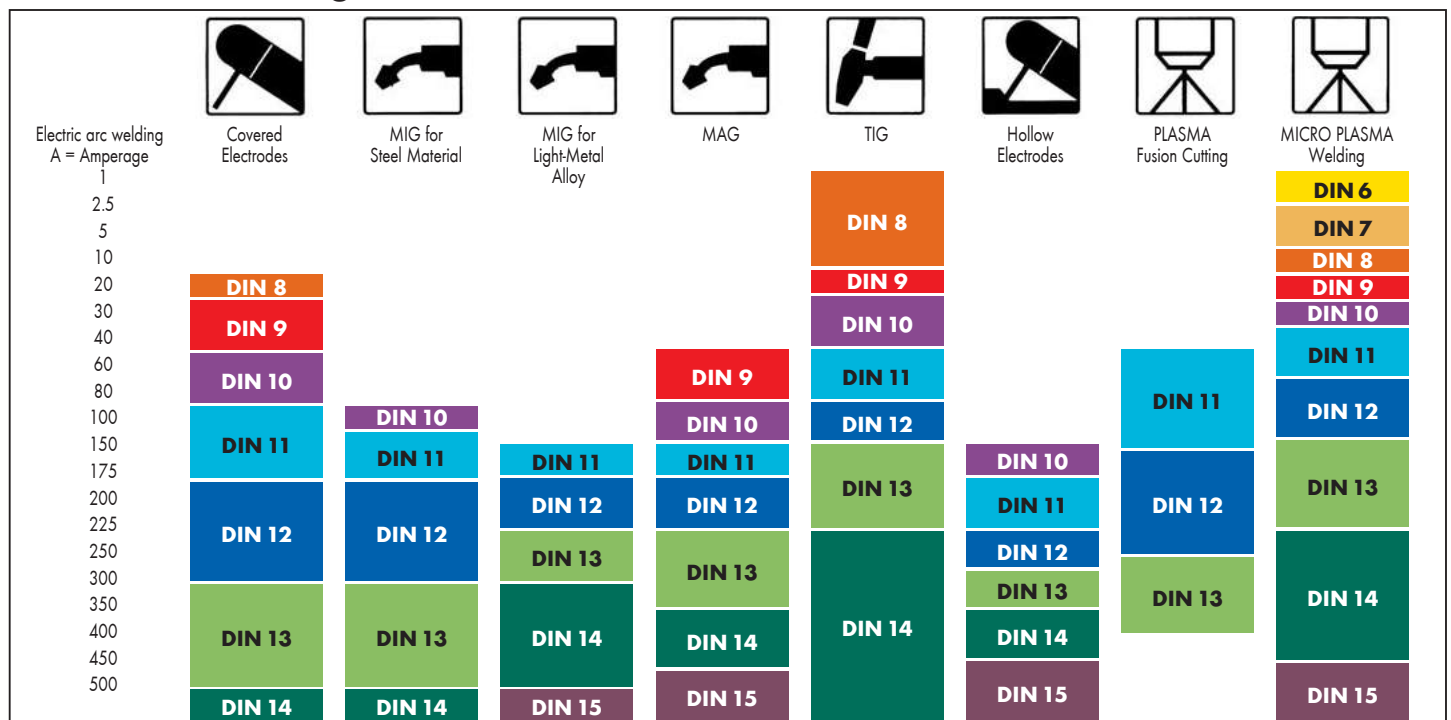 Electric arc welding
A = Amperage
Covered
Electrodes
MIG for
Steel Material
MIG for
Light-Metal
Alloy
MAG
TIG
Hollow
Electrodes
PLASMA
Fusion Cutting
MICRO PLASMA
Welding
1
2.5
5
10
20
30
40
60
80
100
150
175
200
225
250
300
350
400
450
500
DIN 8
DIN 9
DIN 10
DIN 11
DIN 12
DIN 13
DIN 14
DIN 10
DIN 11
DIN 12
DIN 13
DIN 14
DIN 11
DIN 12
DIN 13
DIN 14
DIN 15
DIN 9
DIN 10
DIN 11
DIN 12
DIN 13
DIN 14
DIN 15
DIN 8
DIN 9
DIN 10
DIN 11
DIN 12
DIN 13
DIN 14
DIN 10
DIN 11
DIN 12
DIN 13
DIN 14
DIN 15
DIN 11
DIN 12
DIN 13
DIN 6
DIN 7
DIN 8
DIN 9
DIN 10
DIN 11
DIN 12
DIN 13
DIN 14
DIN 15